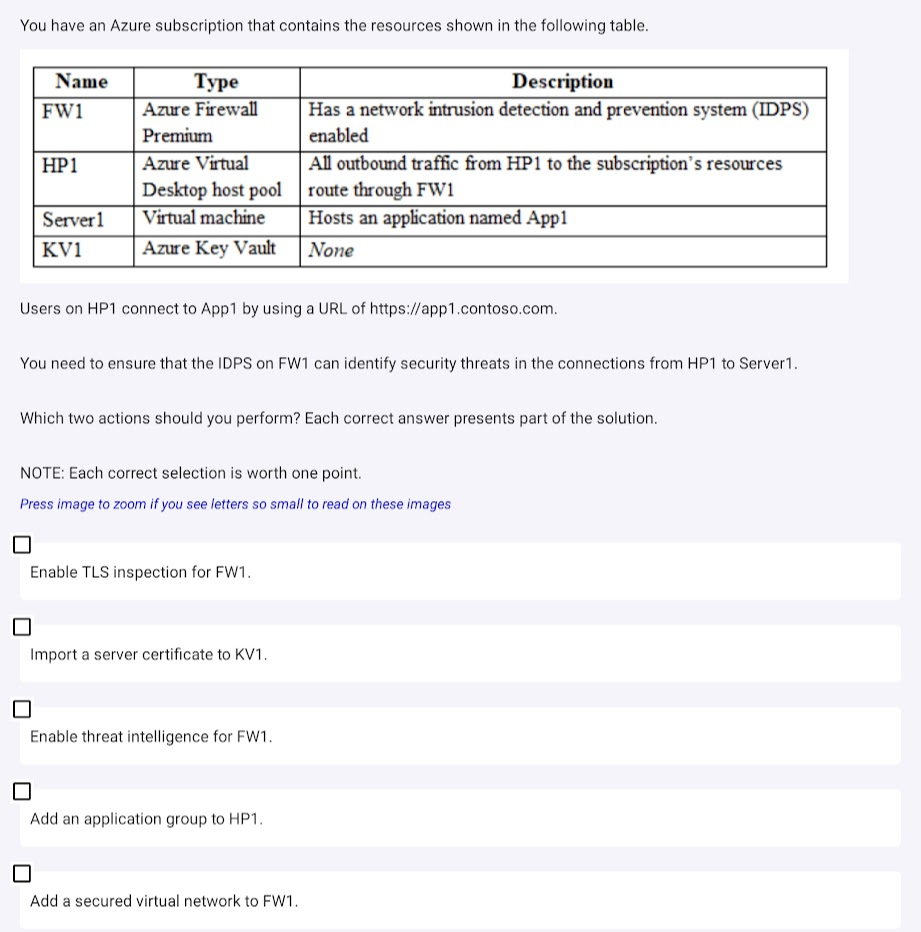 You have an Azure subscription that contains the resources shown in the following table.
Name Type Description
FW1 Azure Firewall Has a network intrusion detection and prevention system (IDPS)
Premium enabled
HP1 Azure Virtual All outbound traffic from HP1 to the subscription's resources
Desktop host pool route through FW1
Server1 Virtual machine Hosts an application named App1
KV1 Azure Key Vault None
Users on HP1 connect to App1 by using a URL of https://app1.contoso.com.
You need to ensure that the IDPS on FW1 can identify security threats in the connections from HP1 to Server1.
Which two actions should you perform? Each correct answer presents part of the solution.
NOTE: Each correct selection is worth one point.
Press image to zoom if you see letters so small to read on these images
Enable TLS inspection for FW1.
Import a server certificate to KV1.
Enable threat intelligence for FW1.
Add an application group to HP1.
Add a secured virtual network to FW1.